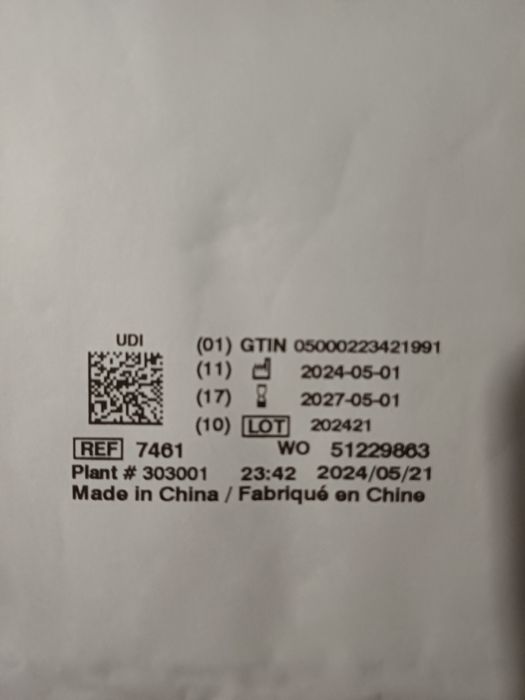 UDI
(01) GTIN 05000223421991
(11) 2024-05-01
(17) 2027-05-01
(10) LOT 202421
REF 7461 WO 51229863
Plant # 303001 23:42 2024/05/21
Made in China / Fabriqué en Chine